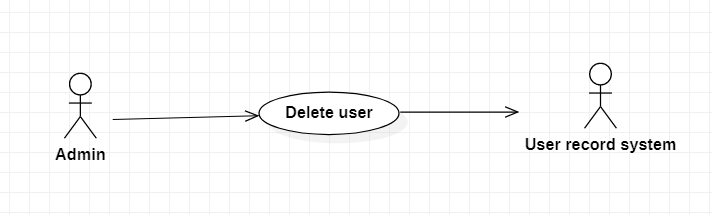 Delete user
Admin
User record system